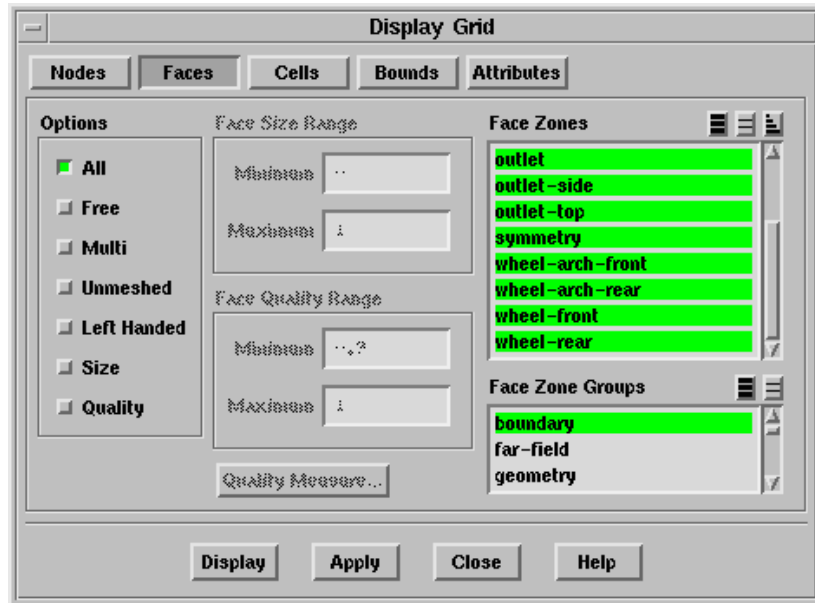 Display Grid
Nodes Faces Cells Bounds Attributes
Options
All
Free
Multi
Unmeshed
Left Handed
Size
Quality
Face Size Range
Minimum
Maximum 1
Face Quality Range
Minimum
Maximum 1
Quality Measure...
Face Zones
outlet
outlet-side
outlet-top
symmetry
wheel-arch-front
wheel-arch-rear
wheel-front
wheel-rear
Face Zone Groups
boundary
far-field
geometry
Display Apply Close Help